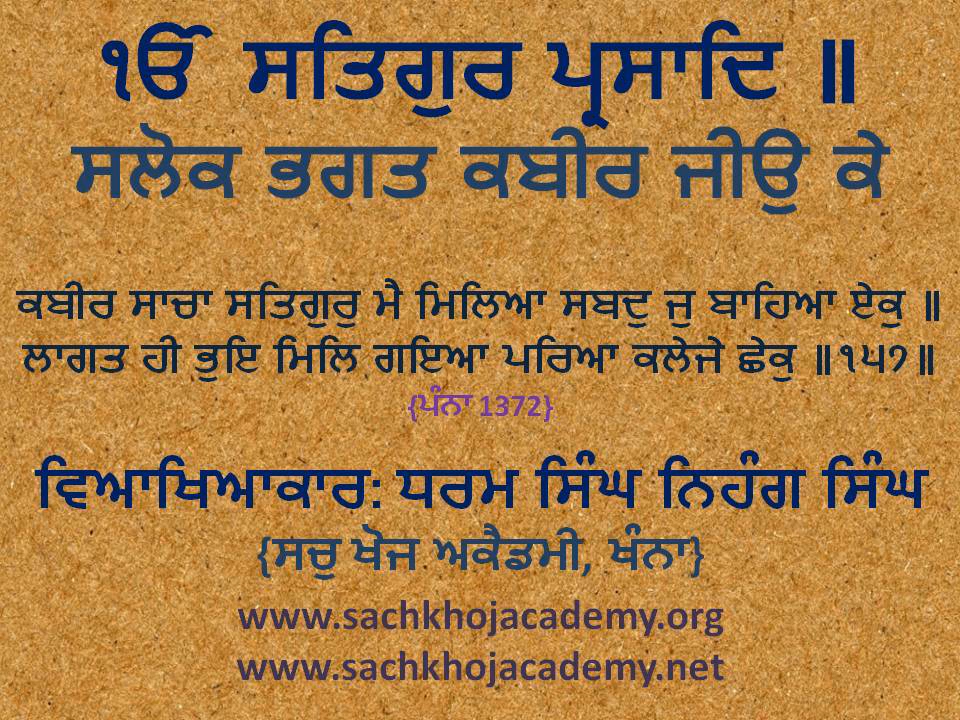 ੴ ਸਤਿਗੁਰ ਪ੍ਰਸਾਦਿ ॥
ਸਲੋਕ ਭਗਤ ਕਬੀਰ ਜੀਉ ਕੇ
ਕਬੀਰ ਸਾਚਾ ਸਤਿਗੁਰੁ ਮੈ ਮਿਲਿਆ ਸਬਦੁ ਜੁ ਬਾਹਿਆ ਏਕੁ ॥
ਲਾਗਤ ਹੀ ਭੁਇ ਮਿਲਿ ਗਇਆ ਪਰਿਆ ਕਲੇਜੇ ਛੇਕੁ ॥੧੫੭॥
{ਪੰਨਾ 1372}
ਵਿਆਖਿਆਕਾਰ: ਧਰਮ ਸਿੰਘ ਨਿਹੰਗ ਸਿੰਘ
{ਸਚੁ ਖੋਜ ਅਕੈਡਮੀ, ਖੰਨਾ}
www.sachkhojacademy.org
www.sachkhojacademy.net